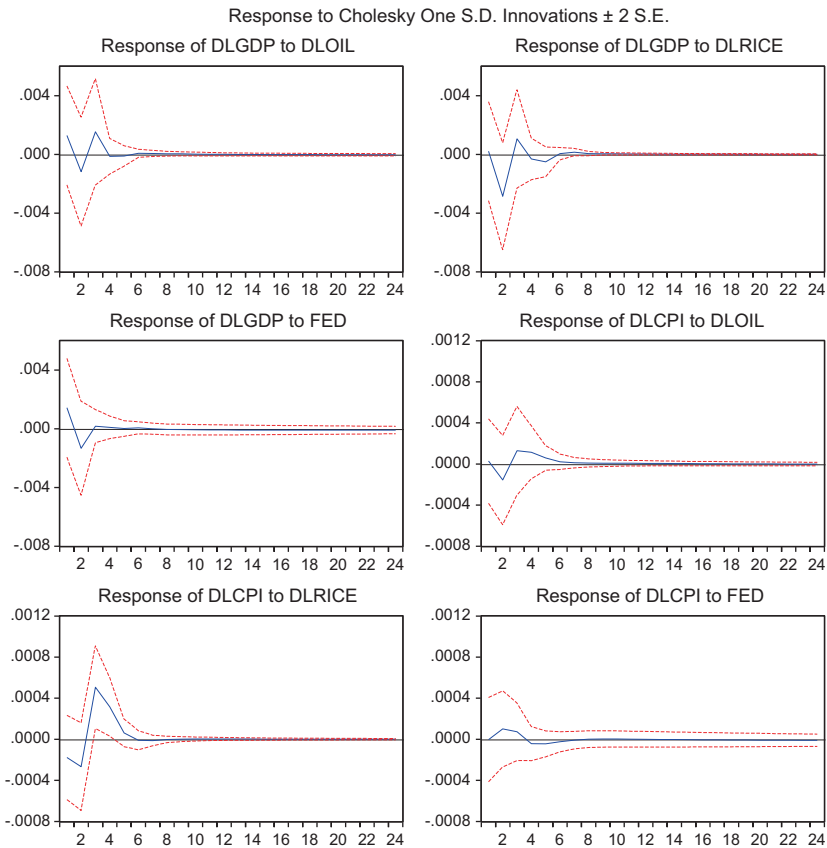 Response to Cholesky One S.D. Innovations ± 2 S.E.
Response of DLGDP to DLOIL
.004
.000
-.004
-.008
2 4 6 8 10 12 14 16 18 20 22 24
Response of DLGDP to DLRICE
.004
.000
-.004
-.008
2 4 6 8 10 12 14 16 18 20 22 24
Response of DLGDP to FED
.004
.000
-.004
-.008
2 4 6 8 10 12 14 16 18 20 22 24
Response of DLCPI to DLOIL
.0012
.0008
.0004
.0000
-.0004
-.0008
2 4 6 8 10 12 14 16 18 20 22 24
Response of DLCPI to DLRICE
.0012
.0008
.0004
.0000
-.0004
-.0008
2 4 6 8 10 12 14 16 18 20 22 24
Response of DLCPI to FED
.0012
.0008
.0004
.0000
-.0004
-.0008
2 4 6 8 10 12 14 16 18 20 22 24